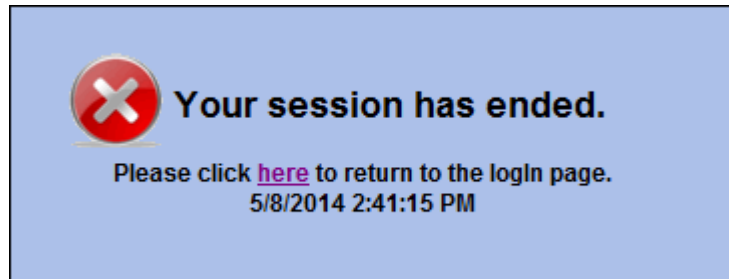 Your session has ended.
Please click here to return to the logIn page.
5/8/2014 2:41:15 PM